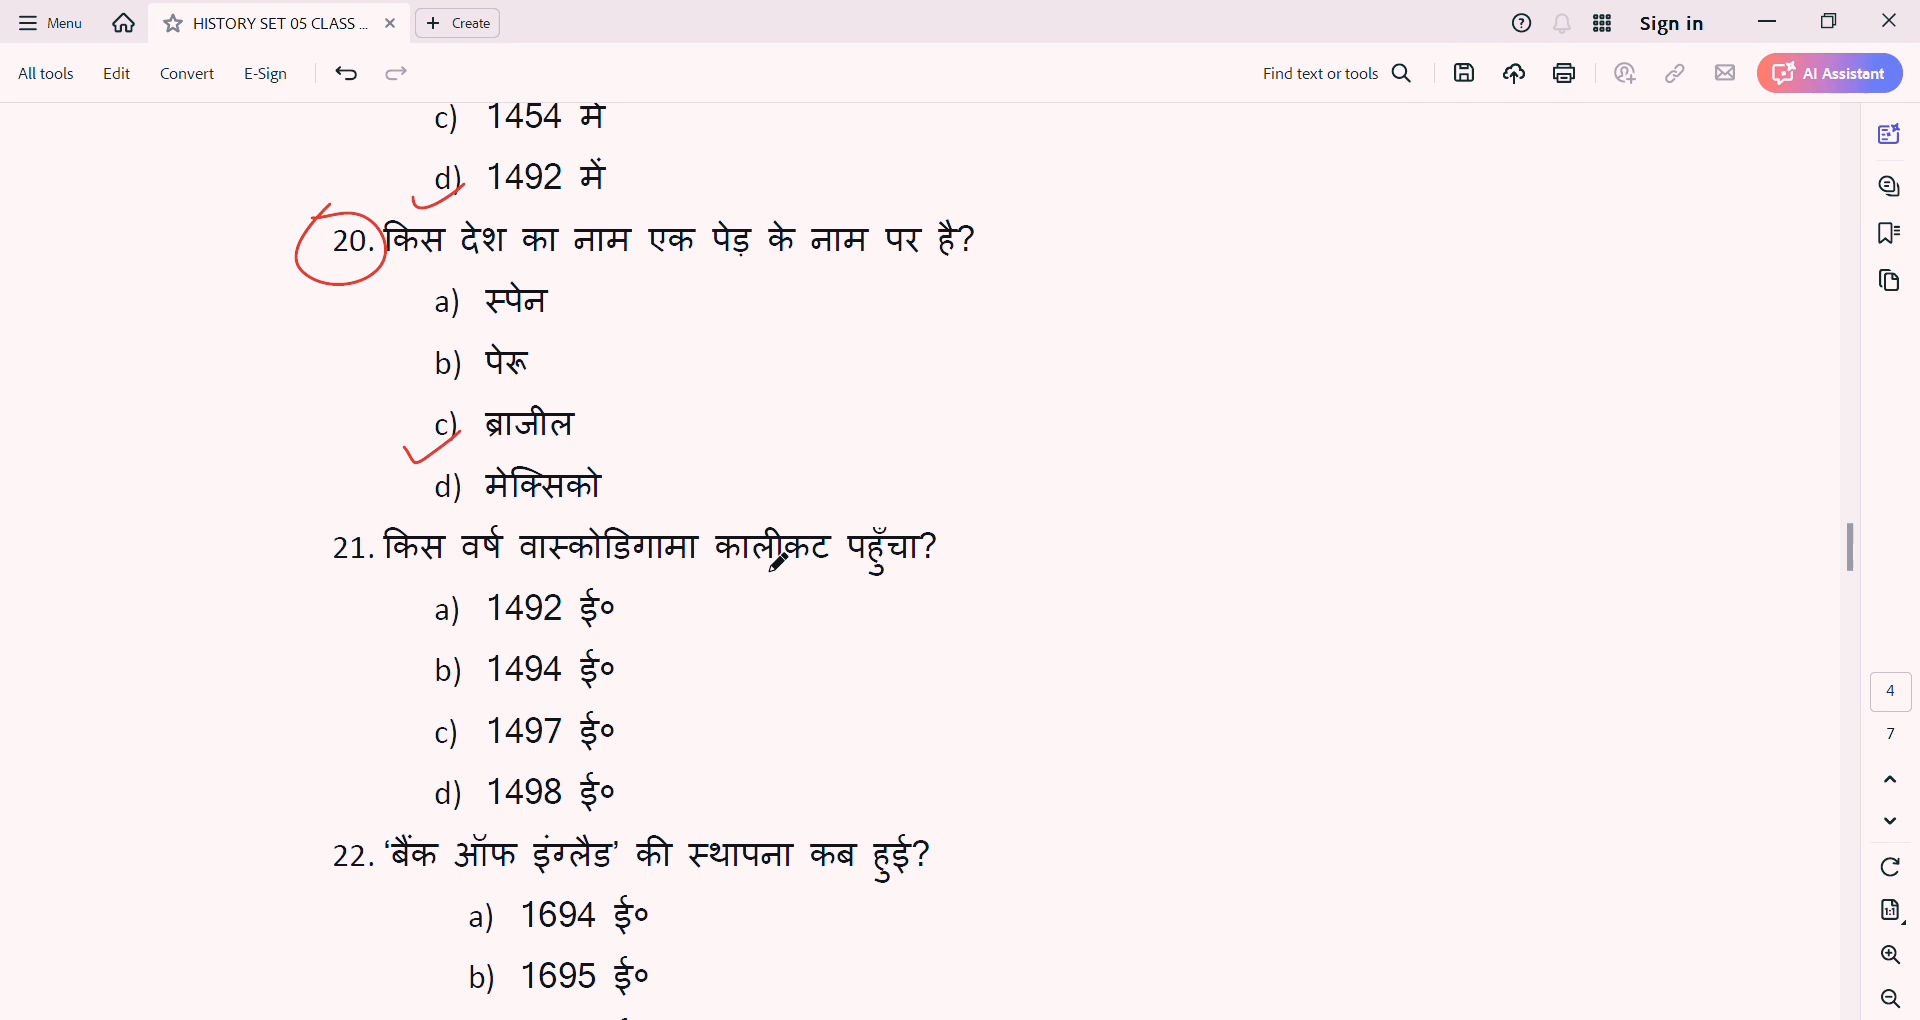 Menu HISTORY SET 05 CLASS ... Create Sign in
All tools Edit Convert E-Sign Find text or tools AI Assistant
c) 1454 में
d) 1492 में
20. किस देश का नाम एक पेड़ के नाम पर है?
a) स्पेन
b) पेरू
c) ब्राजील
d) मेक्सिको
21. किस वर्ष वास्कोडिगामा कालीकट पहुँचा?
a) 1492 ई०
b) 1494 ई०
c) 1497 ई०
4
7
d) 1498 ई०
22. ‘बैंक ऑफ इंग्लैड’ की स्थापना कब हुई?
a) 1694 ई०
b) 1695 ई०